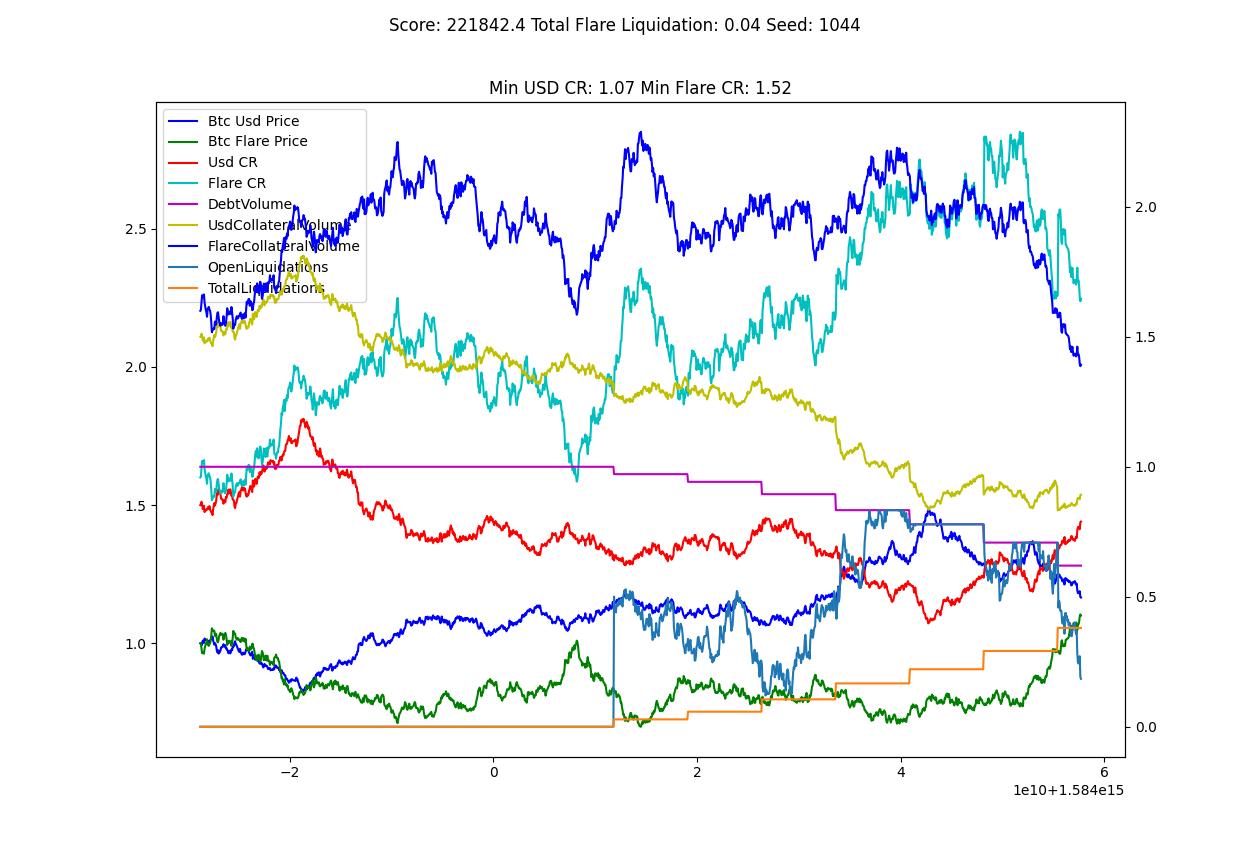 Score: 221842.4 Total Flare Liquidation: 0.04 Seed: 1044
Min USD CR: 1.07 Min Flare CR: 1.52
Btc Usd Price
Btc Flare Price
Usd CR
Flare CR
DebtVolume
UsdCollateralVolume
FlareCollateralVolume
OpenLiquidations
TotalLiquidations
2.5
2.0
1.5
1.0
2.0
1.5
1.0
0.5
0.0
−2
0
2
4
6
1e10+1.584e15